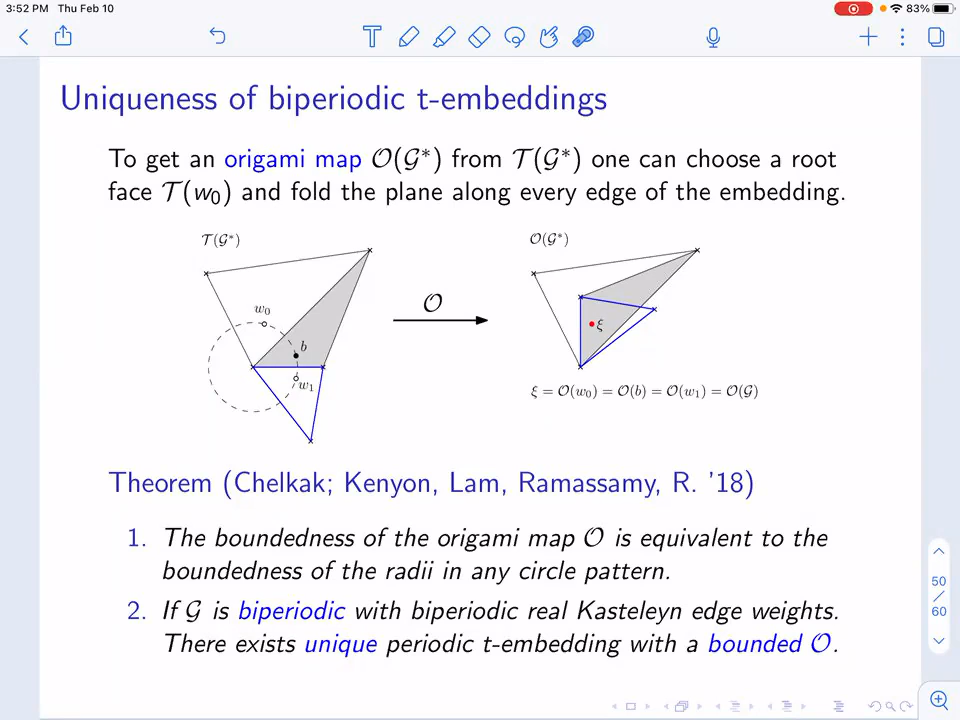 3:52 PM Thu Feb 10
83%
Uniqueness of biperiodic t-embeddings
To get an origami map 𝒪(𝒢*) from 𝒯(𝒢*) one can choose a root
face 𝒯(w₀) and fold the plane along every edge of the embedding.
𝒯(𝒢*)
𝒪(𝒢*)
w₀
𝒪
b
ξ
w₁
ξ = 𝒪(w₀) = 𝒪(b) = 𝒪(w₁) = 𝒪(𝒢)
Theorem (Chelkak; Kenyon, Lam, Ramassamy, R. '18)
1. The boundedness of the origami map 𝒪 is equivalent to the
boundedness of the radii in any circle pattern.
2. If 𝒢 is biperiodic with biperiodic real Kasteleyn edge weights.
There exists unique periodic t-embedding with a bounded 𝒪.
50
/
60